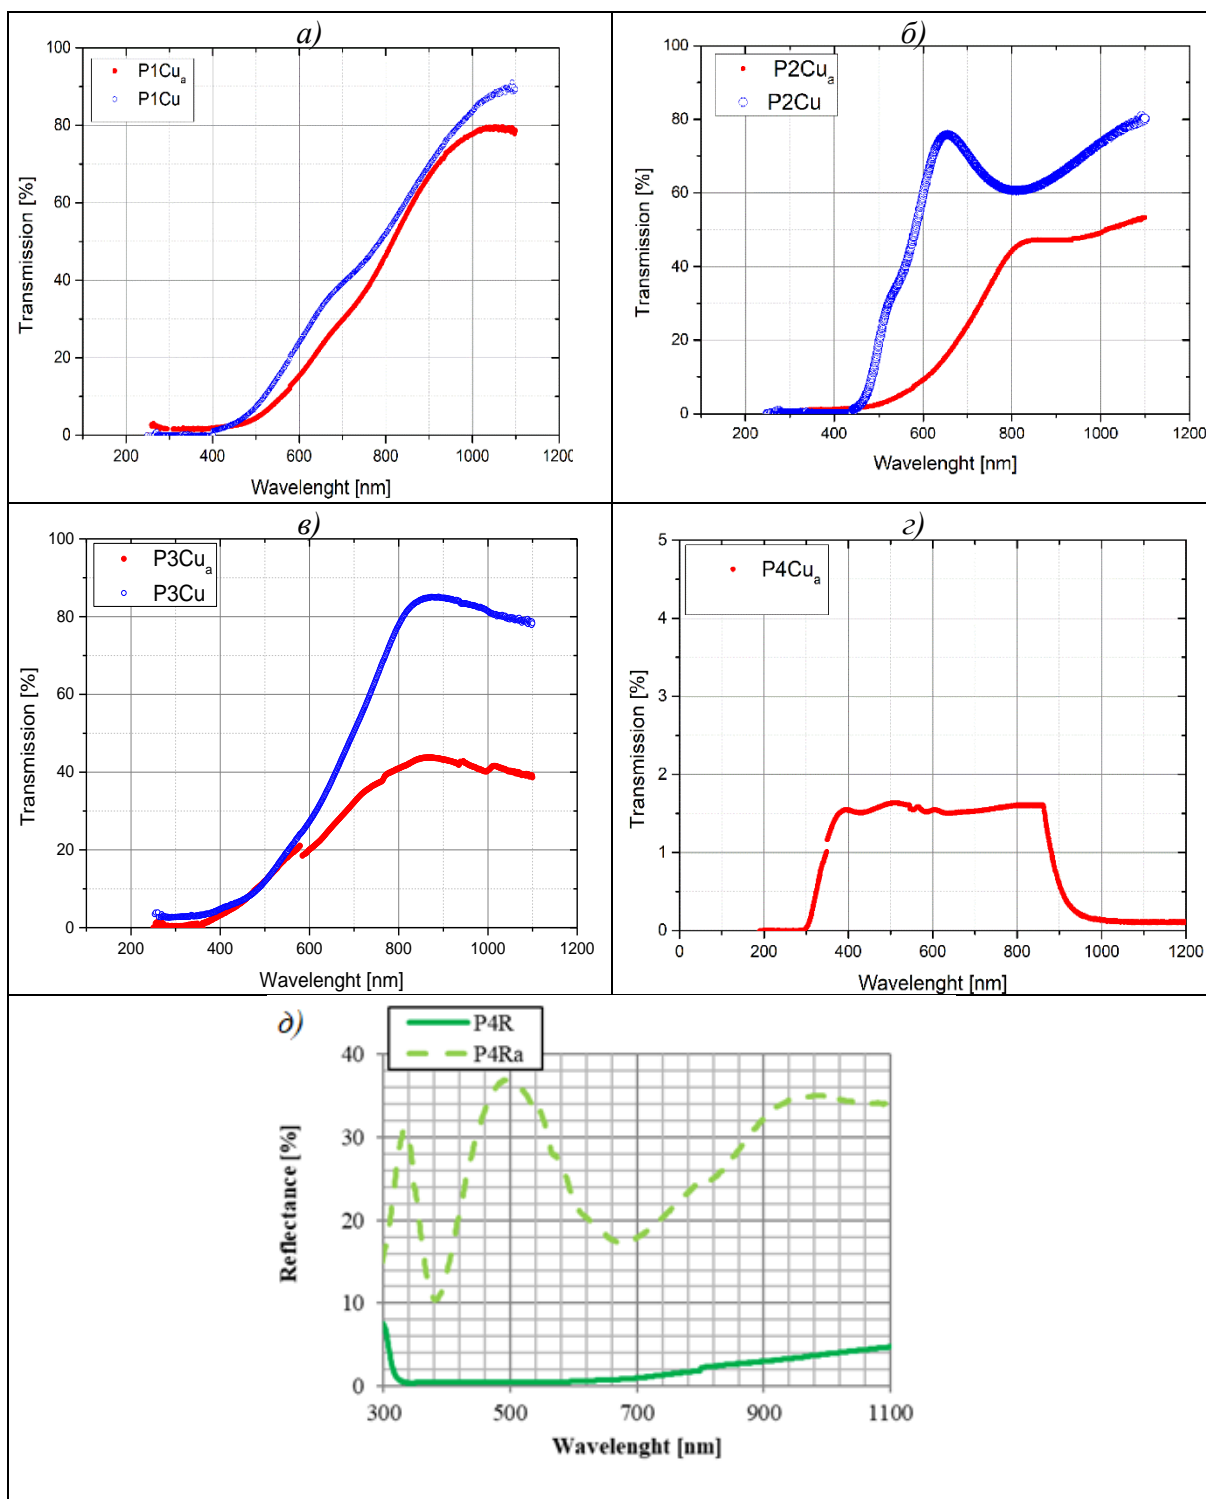 а)
P1Cua
P1Cu
Transmission [%]
100
80
60
40
20
0
200 400 600 800 1000 1200
Wavelenght [nm]
б)
P2Cua
P2Cu
Transmission [%]
100
80
60
40
20
0
200 400 600 800 1000 1200
Wavelenght [nm]
в)
P3Cua
P3Cu
Transmission [%]
100
80
60
40
20
0
200 400 600 800 1000 1200
Wavelenght [nm]
г)
P4Cua
Transmission [%]
5
4
3
2
1
0
0 200 400 600 800 1000 1200
Wavelenght [nm]
д)
P4R
P4Ra
Reflectance [%]
40
30
20
10
0
300 500 700 900 1100
Wavelenght [nm]